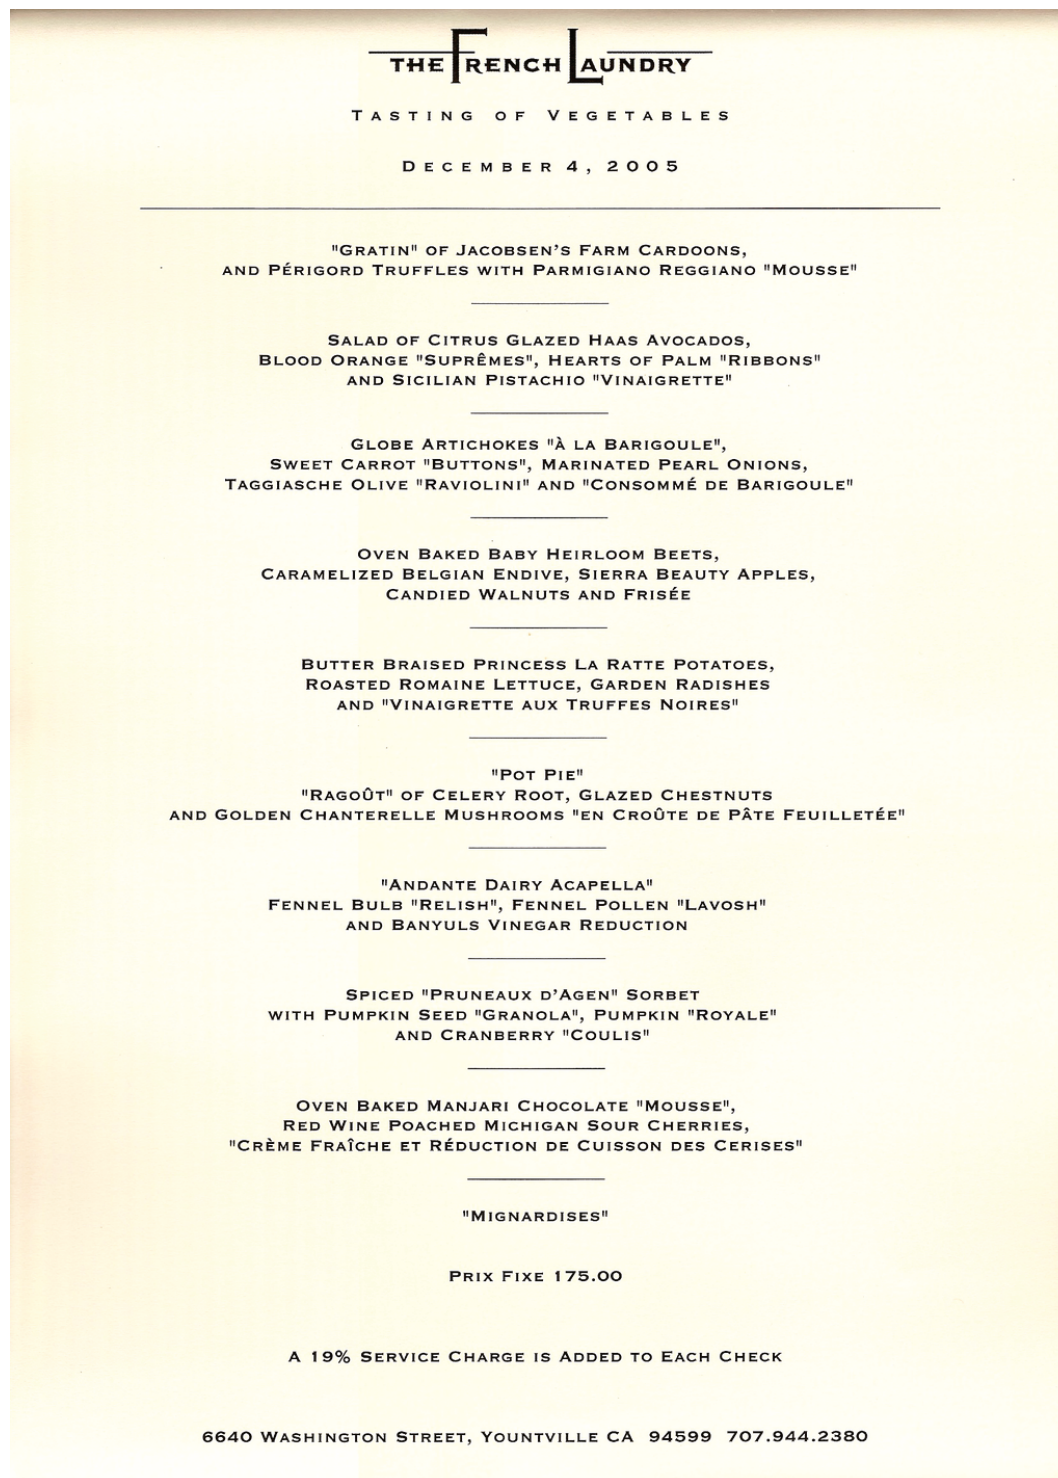 THE FRENCH LAUNDRY
TASTING OF VEGETABLES
DECEMBER 4, 2005
"GRATIN" OF JACOBSEN'S FARM CARDOONS,
AND PÉRIGORD TRUFFLES WITH PARMIGIANO REGGIANO "MOUSSE"
SALAD OF CITRUS GLAZED HAAS AVOCADOS,
BLOOD ORANGE "SUPRÊMES", HEARTS OF PALM "RIBBONS"
AND SICILIAN PISTACHIO "VINAIGRETTE"
GLOBE ARTICHOKES "À LA BARIGOULE",
SWEET CARROT "BUTTONS", MARINATED PEARL ONIONS,
TAGGIASCHE OLIVE "RAVIOLINI" AND "CONSOMMÉ DE BARIGOULE"
OVEN BAKED BABY HEIRLOOM BEETS,
CARAMELIZED BELGIAN ENDIVE, SIERRA BEAUTY APPLES,
CANDIED WALNUTS AND FRISÉE
BUTTER BRAISED PRINCESS LA RATTE POTATOES,
ROASTED ROMAINE LETTUCE, GARDEN RADISHES
AND "VINAIGRETTE AUX TRUFFES NOIRES"
"POT PIE"
"RAGOÛT" OF CELERY ROOT, GLAZED CHESTNUTS
AND GOLDEN CHANTERELLE MUSHROOMS "EN CROÛTE DE PÂTE FEUILLETÉE"
"ANDANTE DAIRY ACAPELLA"
FENNEL BULB "RELISH", FENNEL POLLEN "LAVOSH"
AND BANYULS VINEGAR REDUCTION
SPICED "PRUNEAUX D'AGEN" SORBET
WITH PUMPKIN SEED "GRANOLA", PUMPKIN "ROYALE"
AND CRANBERRY "COULIS"
OVEN BAKED MANJARI CHOCOLATE "MOUSSE",
RED WINE POACHED MICHIGAN SOUR CHERRIES,
"CRÈME FRAÎCHE ET RÉDUCTION DE CUISSON DES CERISES"
"MIGNARDISES"
PRIX FIXE 175.00
A 19% SERVICE CHARGE IS ADDED TO EACH CHECK
6640 WASHINGTON STREET, YOUNTVILLE CA 94599 707.944.2380